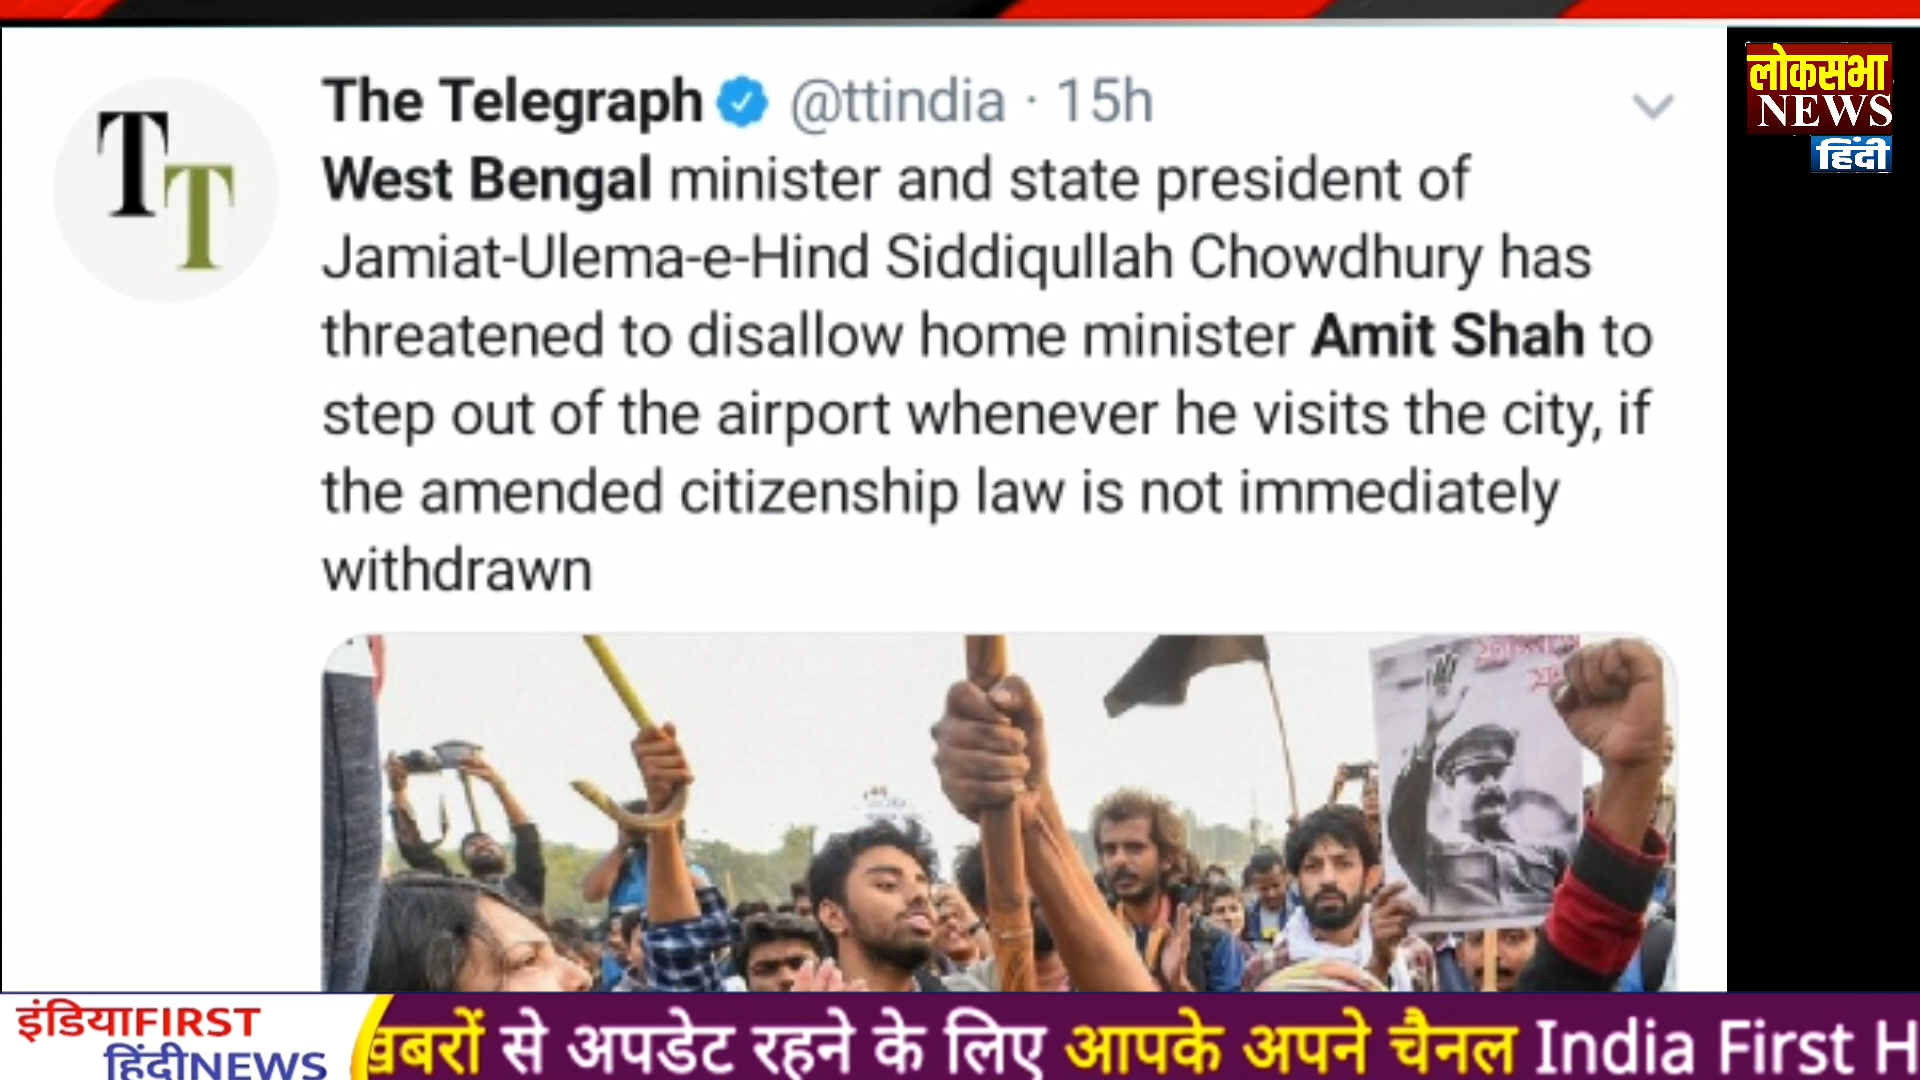 The Telegraph @ttindia · 15h
West Bengal minister and state president of
Jamiat-Ulema-e-Hind Siddiqullah Chowdhury has
threatened to disallow home minister Amit Shah to
step out of the airport whenever he visits the city, if
the amended citizenship law is not immediately
withdrawn
TT
लोकसभा
NEWS
हिंदी
इंडियाFIRST
हिंदीNEWS
खबरों से अपडेट रहने के लिए आपके अपने चैनल India First H